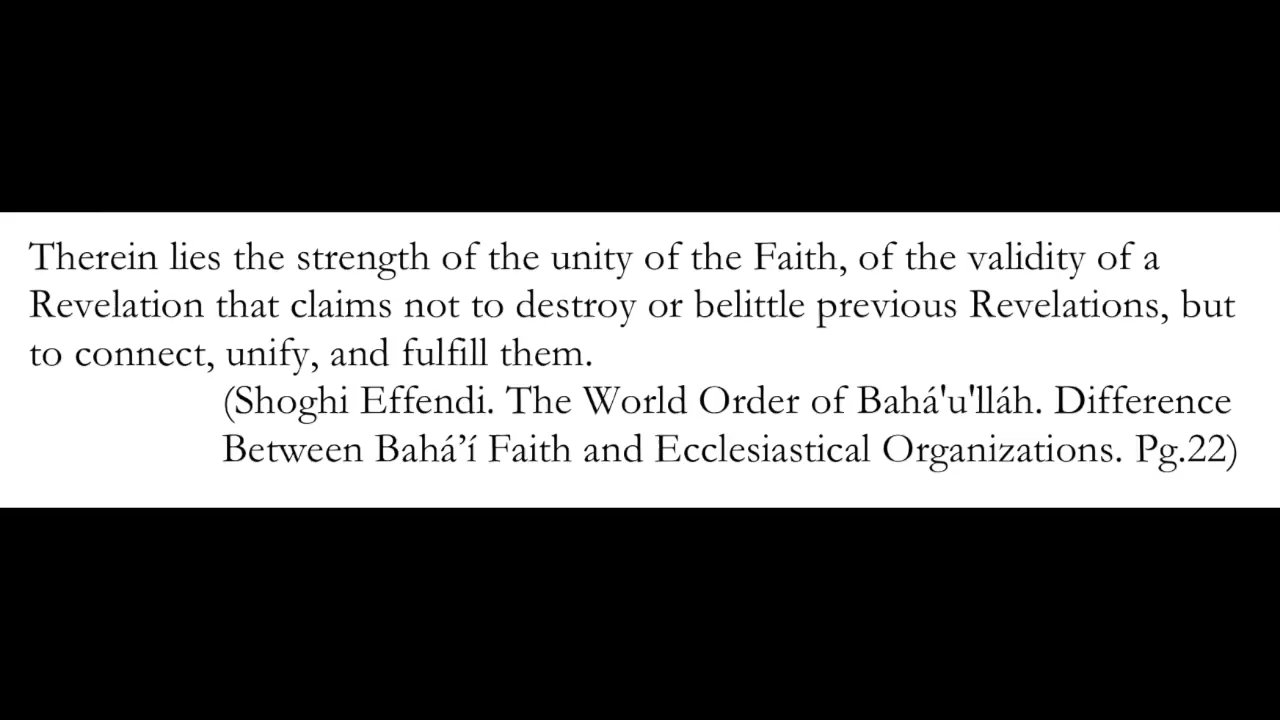 Therein lies the strength of the unity of the Faith, of the validity of a
Revelation that claims not to destroy or belittle previous Revelations, but
to connect, unify, and fulfill them.
(Shoghi Effendi. The World Order of Bahá'u'lláh. Difference
Between Bahá’í Faith and Ecclesiastical Organizations. Pg.22)